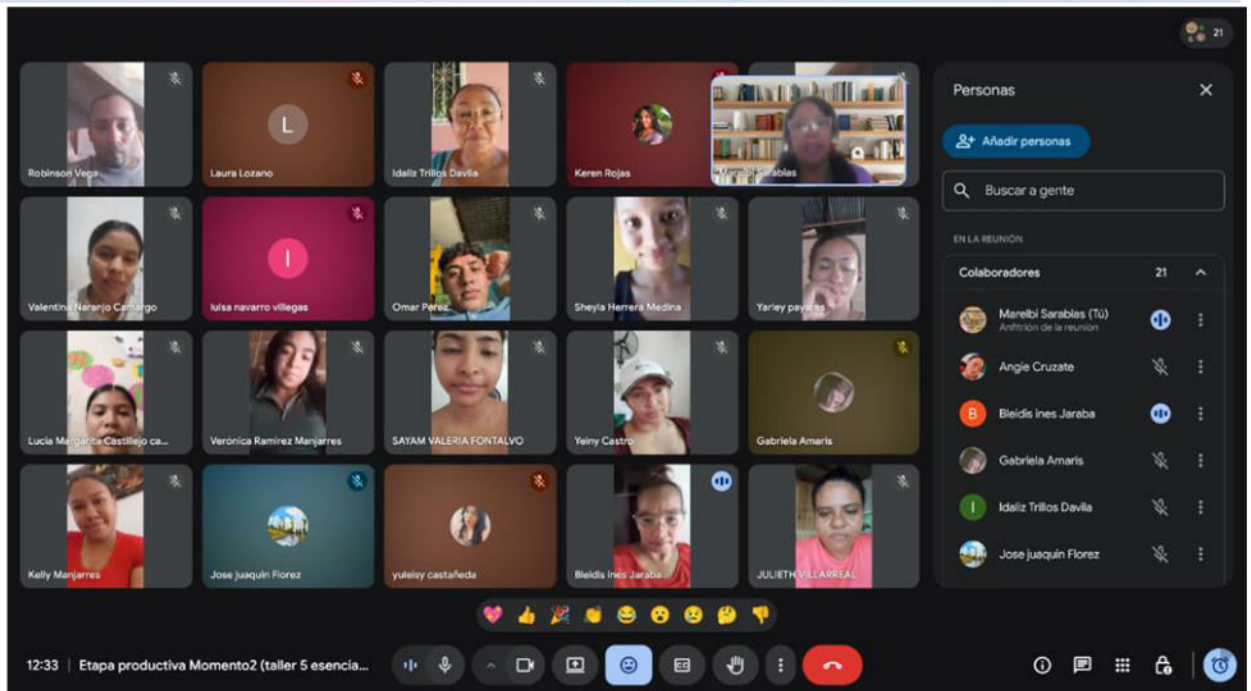 21
Personas
Añadir personas
Buscar a gente
EN LA REUNIÓN
Colaboradores 21
Marelbi Sarabias (Tú)
Anfitrión de la reunión
Angie Cruzate
B
Bleidis ines Jaraba
Gabriela Amaris
I
Idaliz Trillos Davila
Jose juaquin Florez
Robinson Vega
L
Laura Lozano
Idaliz Trillos Davila
Keren Rojas
Marelbi Sarabias
Valentina Naranjo Camargo
l
luisa navarro villegas
Omar Perez
Sheyla Herrera Medina
Yarley payares
Lucia Margarita Castillejo ca...
Verónica Ramirez Manjarres
SAYAM VALERIA FONTALVO
Yeiny Castro
Gabriela Amaris
Kelly Manjarres
Jose juaquin Florez
yuleisy castañeda
Bleidis ines Jaraba
JULIETH VILLARREAL
12:33 | Etapa productiva Momento2 (taller 5 esencia...